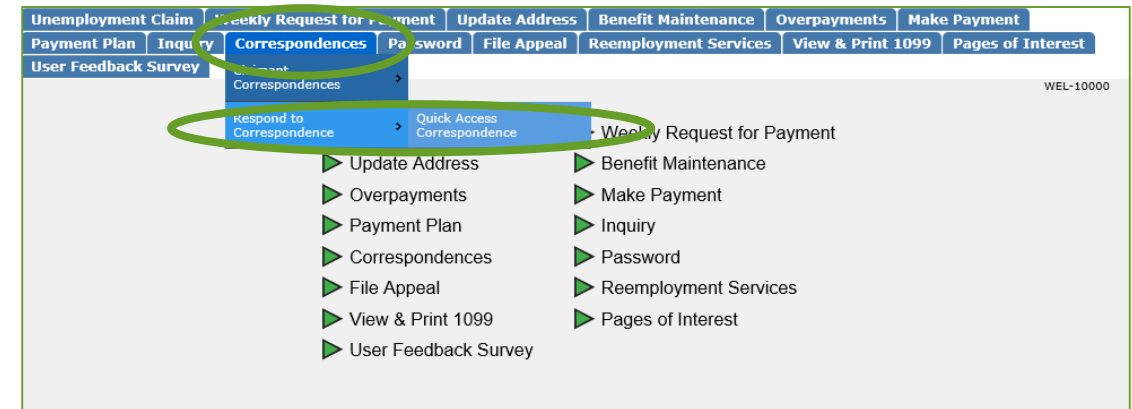 Unemployment Claim Weekly Request for Payment Update Address Benefit Maintenance Overpayments Make Payment
Payment Plan Inquiry Correspondences Password File Appeal Reemployment Services View & Print 1099 Pages of Interest
User Feedback Survey
Claimant
Correspondences
WEL-10000
Respond to
Correspondence
Quick Access
Correspondence
Weekly Request for Payment
Update Address
Benefit Maintenance
Overpayments
Make Payment
Payment Plan
Inquiry
Correspondences
Password
File Appeal
Reemployment Services
View & Print 1099
Pages of Interest
User Feedback Survey